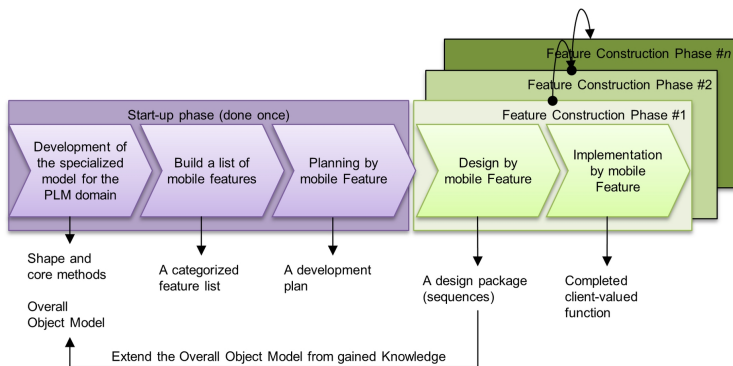 Feature Construction Phase #n
Feature Construction Phase #2
Start-up phase (done once)
Feature Construction Phase #1
Development of
the specialized
model for the
PLM domain
Build a list of
mobile features
Planning by
mobile Feature
Design by
mobile Feature
Implementation
by mobile
Feature
Shape and
core methods
A categorized
feature list
A development
plan
A design package
(sequences)
Completed
client-valued
function
Overall
Object Model
Extend the Overall Object Model from gained Knowledge